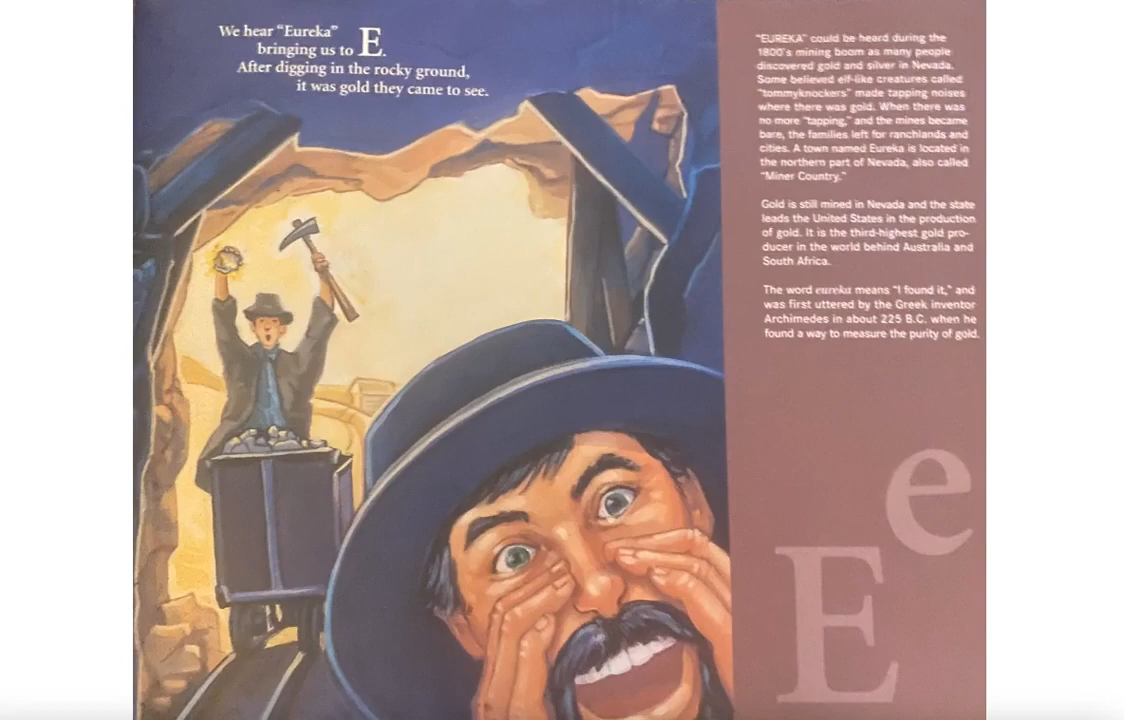 We hear “Eureka”
bringing us to E.
After digging in the rocky ground,
it was gold they came to see.
“EUREKA” could be heard during the
1800’s mining boom as many people
discovered gold and silver in Nevada.
Some believed elf-like creatures called
“tommyknockers” made tapping noises
where there was gold. When there was
no more “tapping,” and the mines became
bare, the families left for ranchlands and
cities. A town named Eureka is located in
the northern part of Nevada, also called
“Miner Country.”
Gold is still mined in Nevada and the state
leads the United States in the production
of gold. It is the third-highest gold pro-
ducer in the world behind Australia and
South Africa.
The word eureka means “I found it,” and
was first uttered by the Greek inventor
Archimedes in about 225 B.C. when he
found a way to measure the purity of gold.
e
E